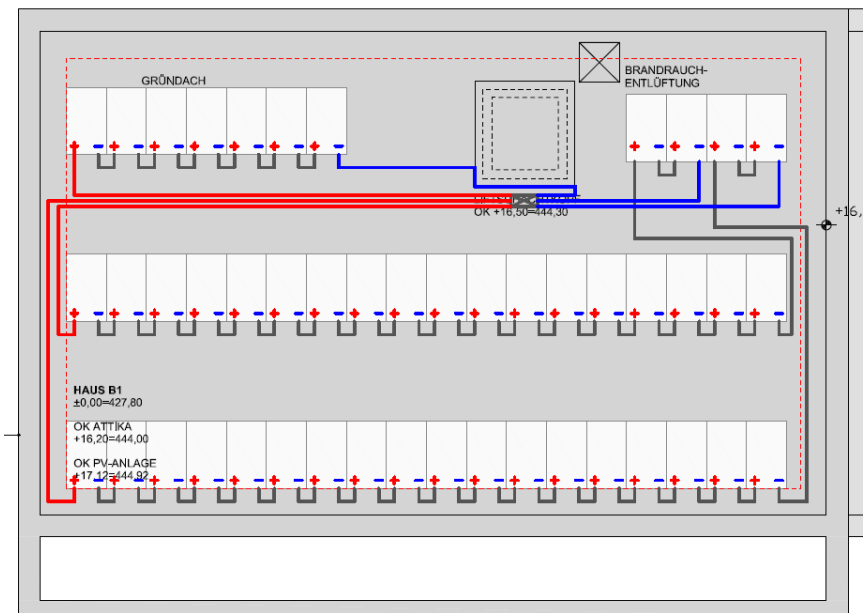 GRÜNDACH
BRANDRAUCH-
ENTLÜFTUNG
OK +16,50=444,30
+16,
HAUS B1
±0,00=427,80
OK ATTIKA
+16,20=444,00
OK PV-ANLAGE
+17,12=444,92